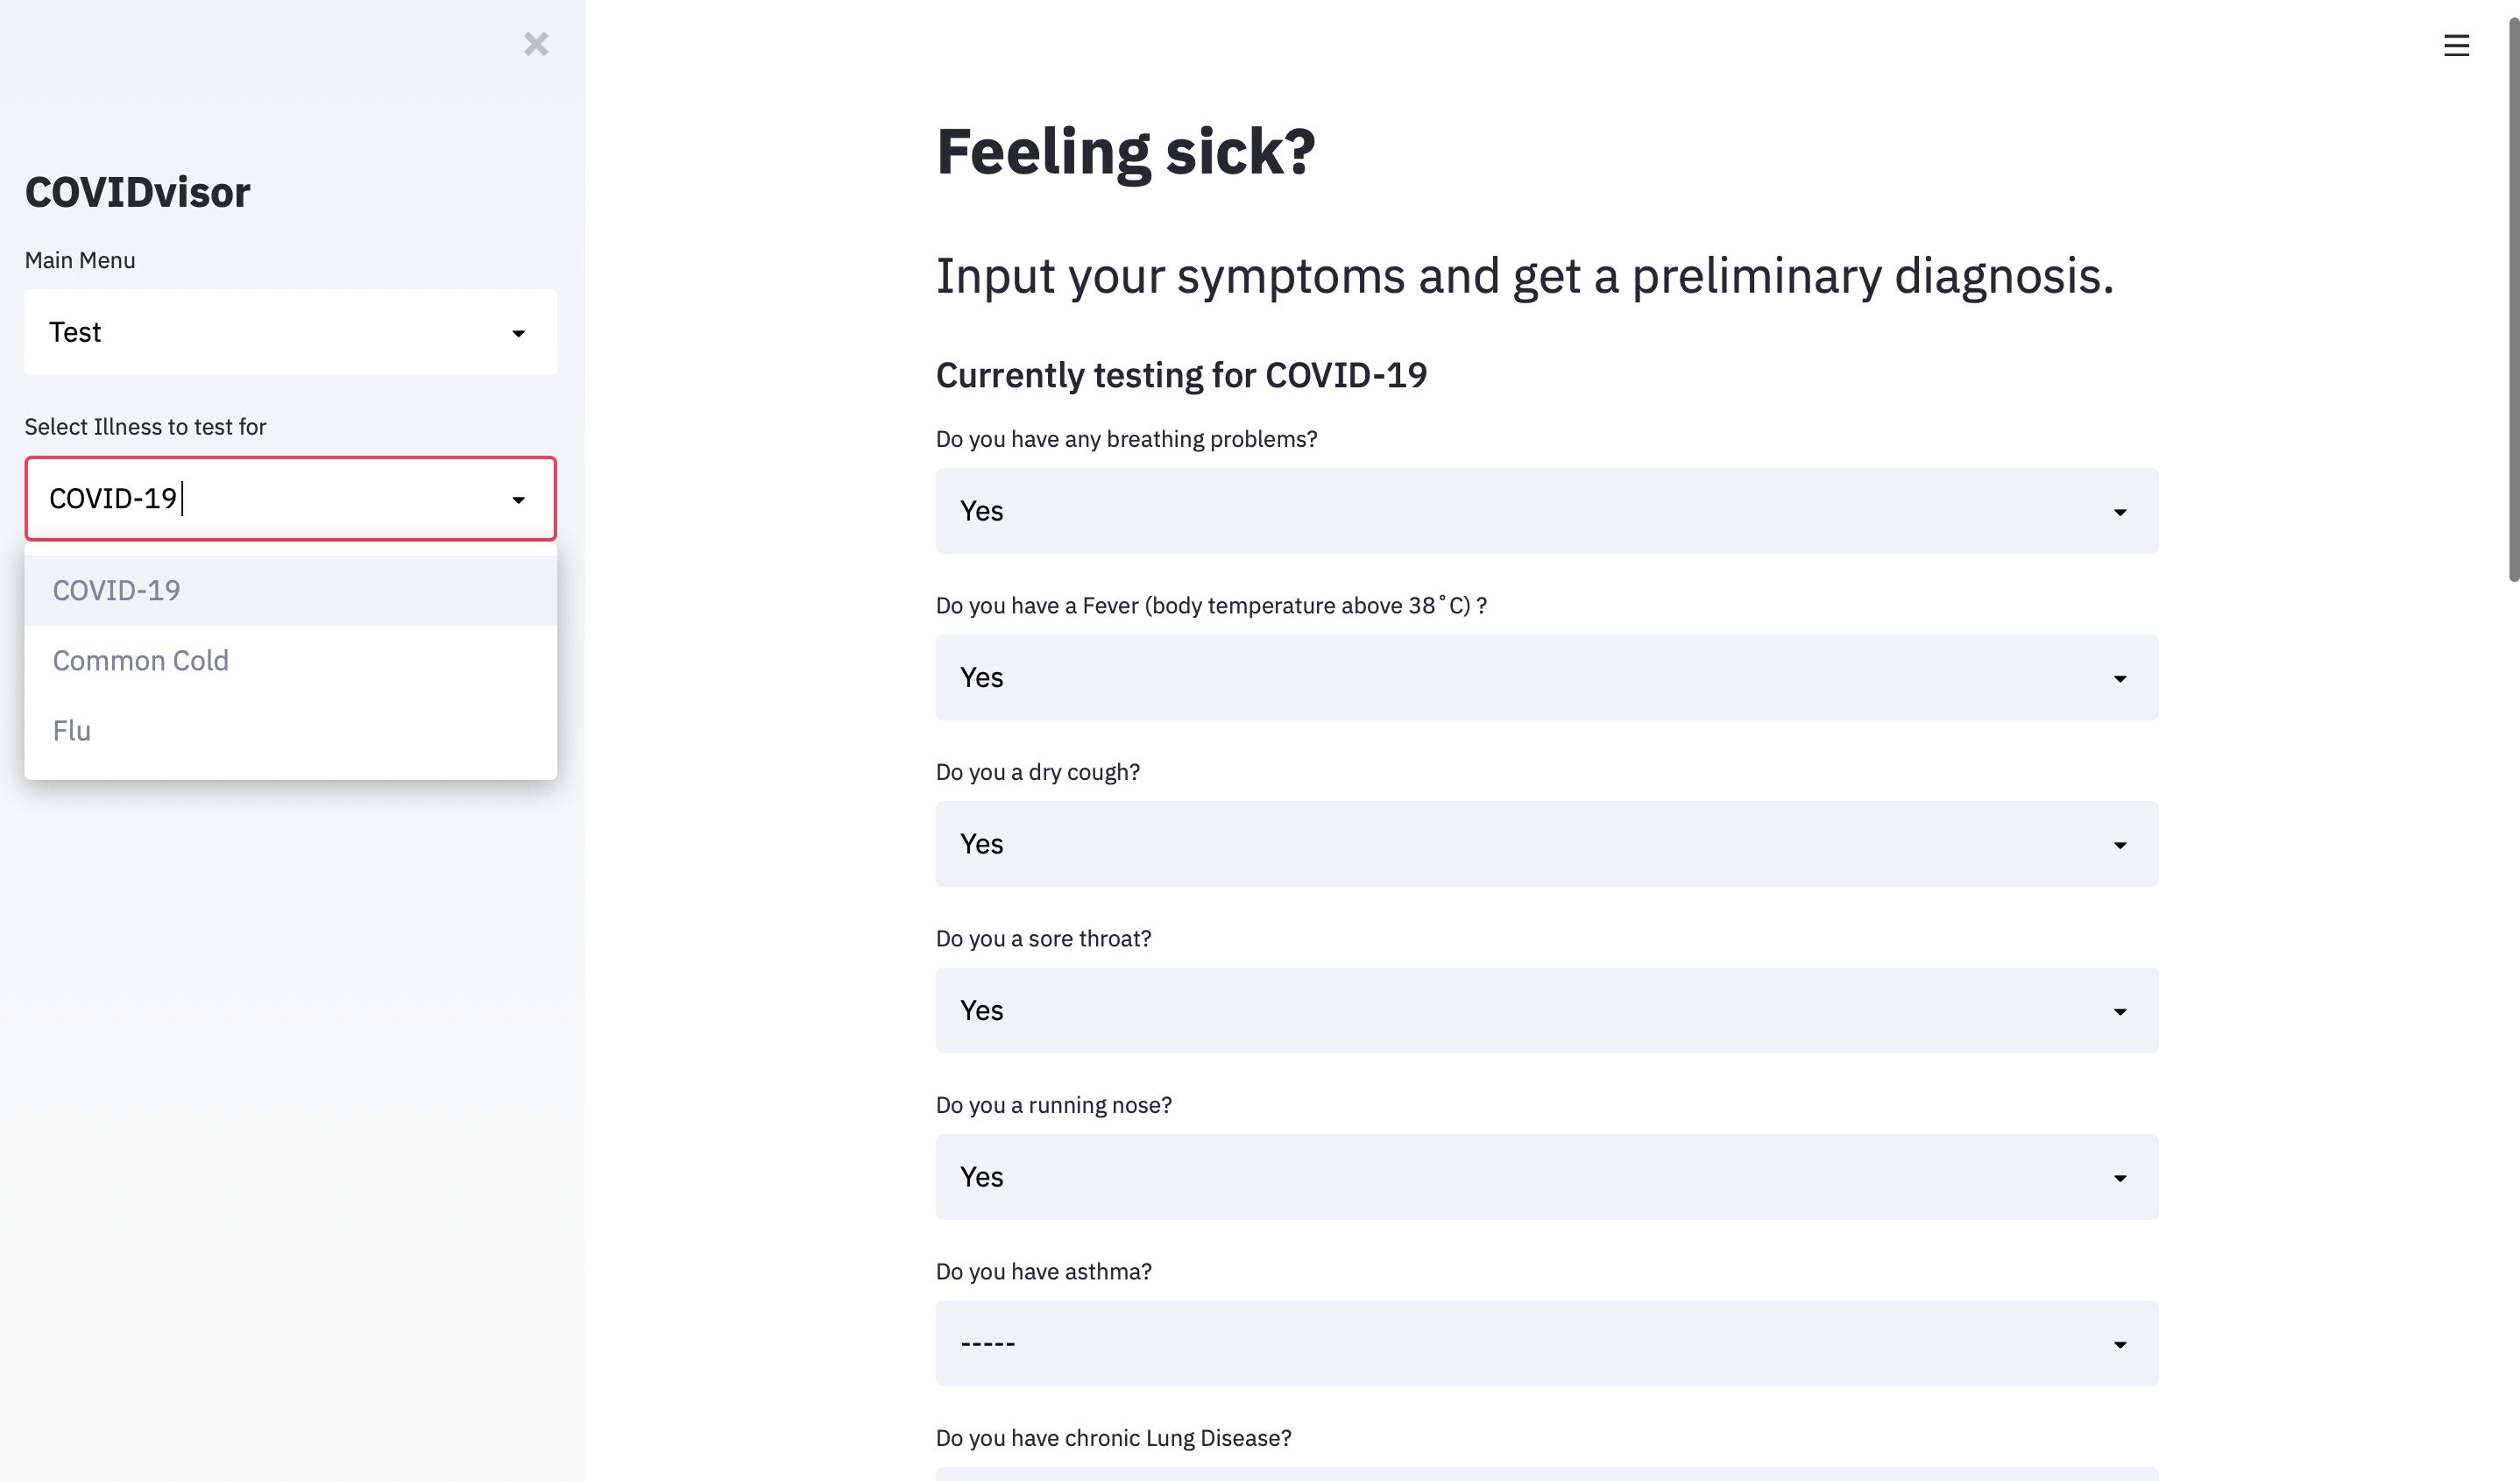 COVIDvisor
Main Menu
Test
Select Illness to test for
COVID-19
COVID-19
Common Cold
Flu
Feeling sick?
Input your symptoms and get a preliminary diagnosis.
Currently testing for COVID-19
Do you have any breathing problems?
Yes
Do you have a Fever (body temperature above 38˚C) ?
Yes
Do you a dry cough?
Yes
Do you a sore throat?
Yes
Do you a running nose?
Yes
Do you have asthma?
-----
Do you have chronic Lung Disease?